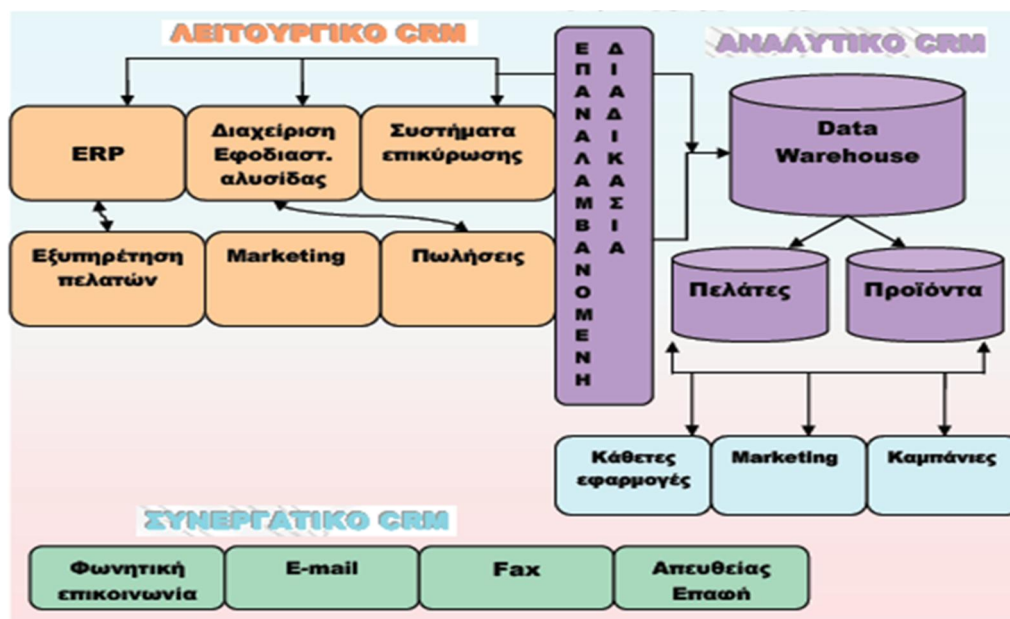 ΛΕΙΤΟΥΡΓΙΚΟ CRM
ERP
Διαχείριση
Εφοδιαστ.
αλυσίδας
Συστήματα
επικύρωσης
Εξυπηρέτηση
πελατών
Marketing
Πωλήσεις
ΕΠΑΝΑΛΑΜΒΑΝΟΜΕΝΗ
ΔΙΑΔΙΚΑΣΙΑ
ΑΝΑΛΥΤΙΚΟ CRM
Data
Warehouse
Πελάτες
Προϊόντα
Κάθετες
εφαρμογές
Marketing
Καμπάνιες
ΣΥΝΕΡΓΑΤΙΚΟ CRM
Φωνητική
επικοινωνία
E-mail
Fax
Απευθείας
Επαφή